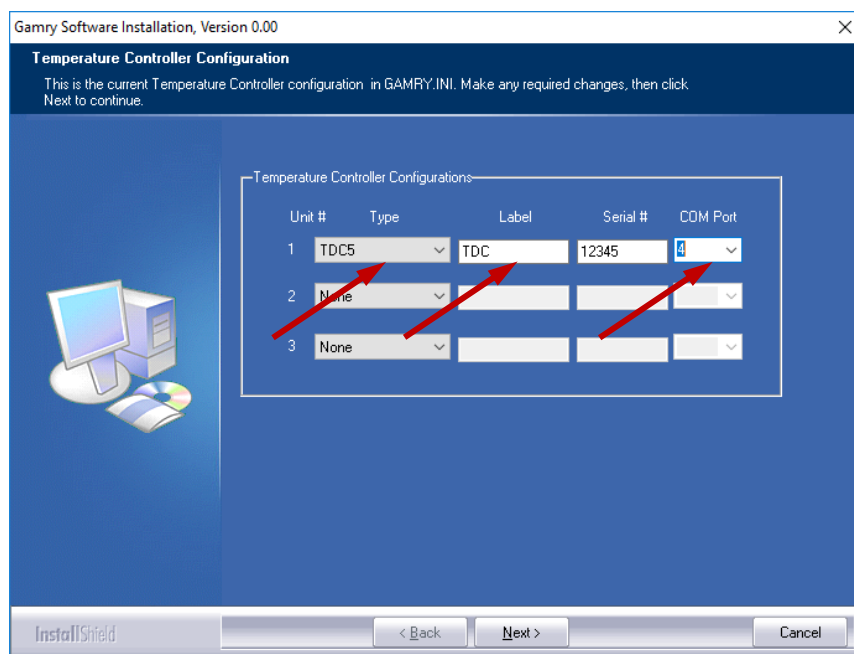 Gamry Software Installation, Version 0.00
Temperature Controller Configuration
This is the current Temperature Controller configuration in GAMRY.INI. Make any required changes, then click
Next to continue.
Temperature Controller Configurations
Unit # Type Label Serial # COM Port
1 TDC5 TDC 12345 4
2 None
3 None
InstallShield
< Back Next > Cancel